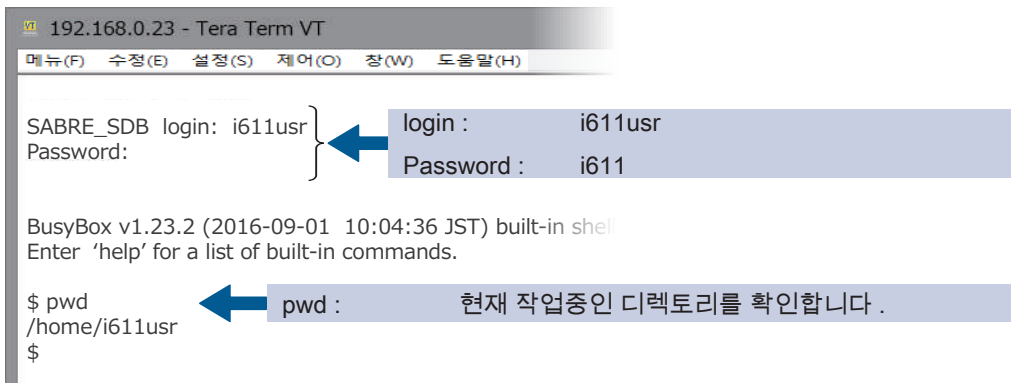 192.168.0.23 - Tera Term VT
메뉴(F) 수정(E) 설정(S) 제어(O) 창(W) 도움말(H)
SABRE_SDB login: i611usr
Password:
login : i611usr
Password : i611
BusyBox v1.23.2 (2016-09-01 10:04:36 JST) built-in shel
Enter ‘help’ for a list of built-in commands.
$ pwd
/home/i611usr
$
pwd : 현재 작업중인 디렉토리를 확인합니다 .